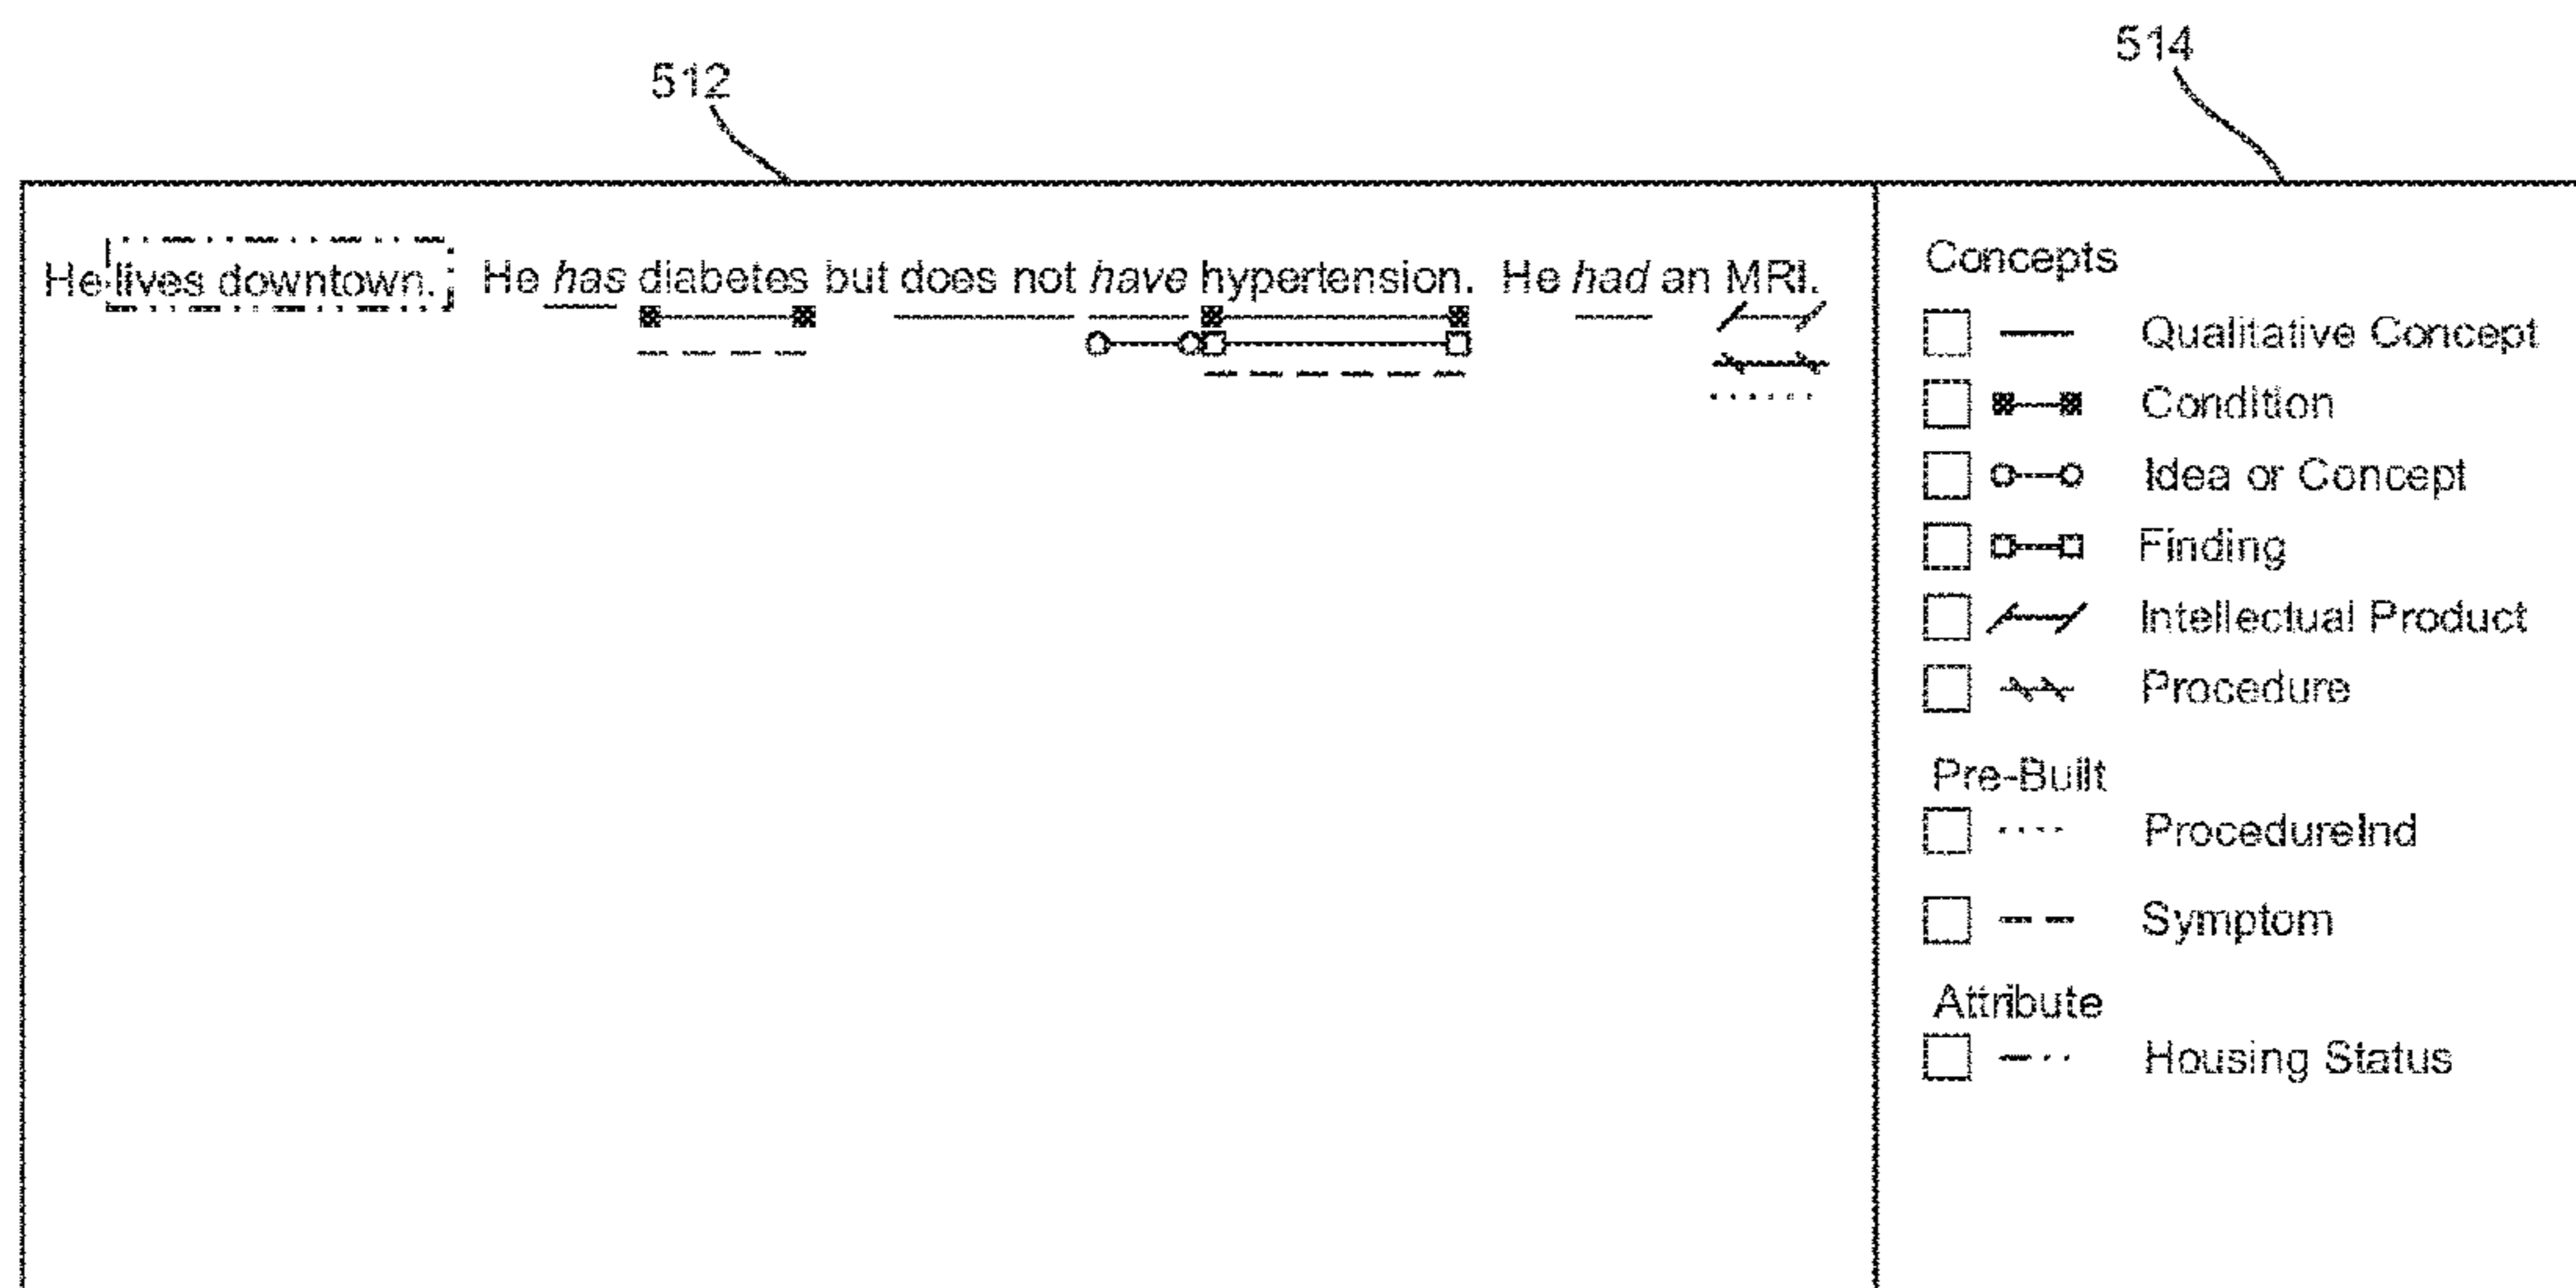 514
512
He lives downtown. He has diabetes but does not have hypertension. He had an MRI.
Concepts
Qualitative Concept
Condition
Idea or Concept
Finding
Intellectual Product
Procedure
Pre-Built
ProcedureInd
Symptom
Attribute
Housing Status